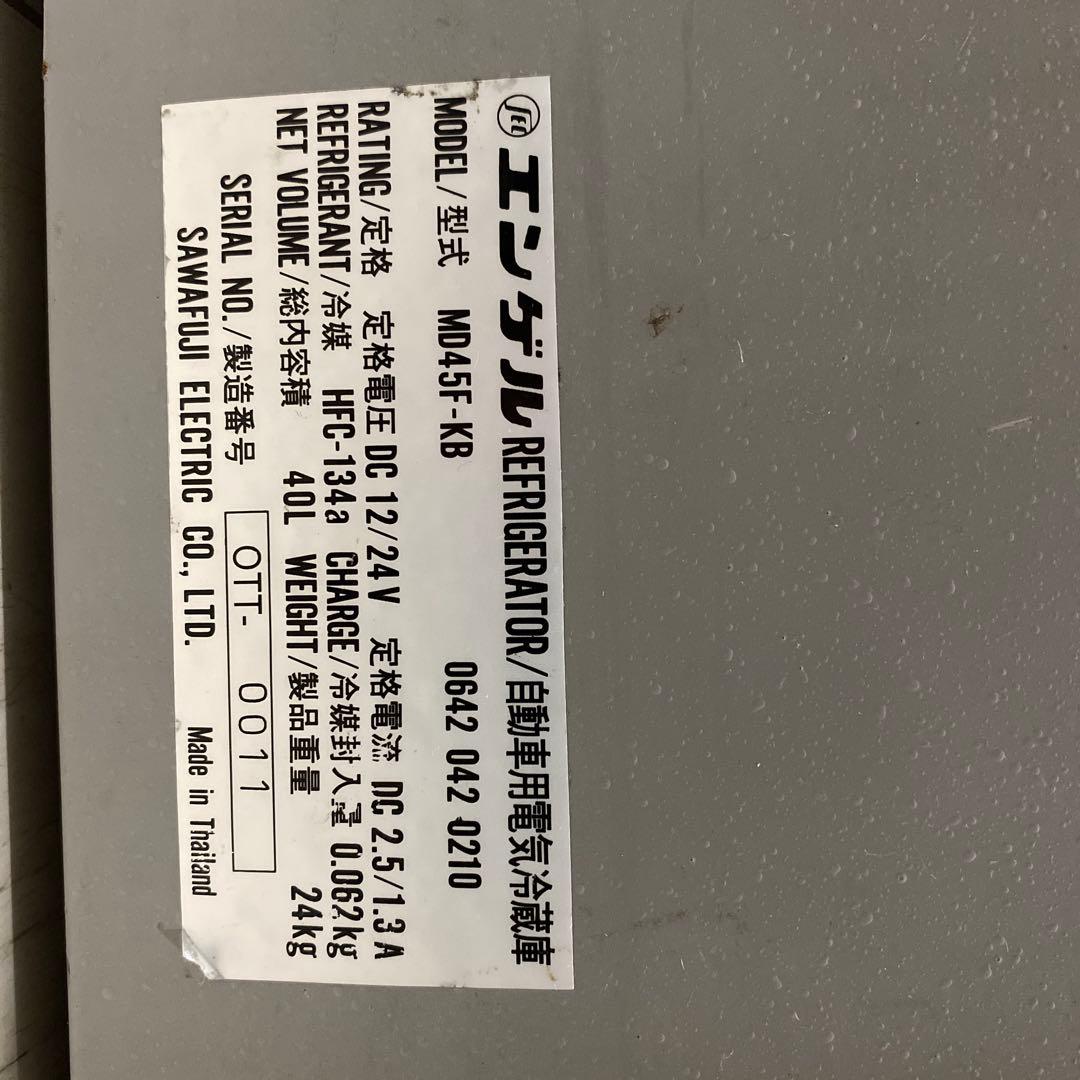 SEC エンゲル REFRIGERATOR/自動車用電気冷蔵庫
MODEL/型式 MD45F-KB 0642 042 0210
RATING/定格 定格電圧 DC 12/24V 定格電流 DC 2.5/1.3A
REFRIGERANT/冷媒 HFC-134a CHARGE/冷媒封入量 0.062kg
NET VOLUME/総内容積 40L WEIGHT/製品重量 24kg
SERIAL NO./製造番号 OTT- 0011
SAWAFUJI ELECTRIC CO., LTD. Made in Thailand